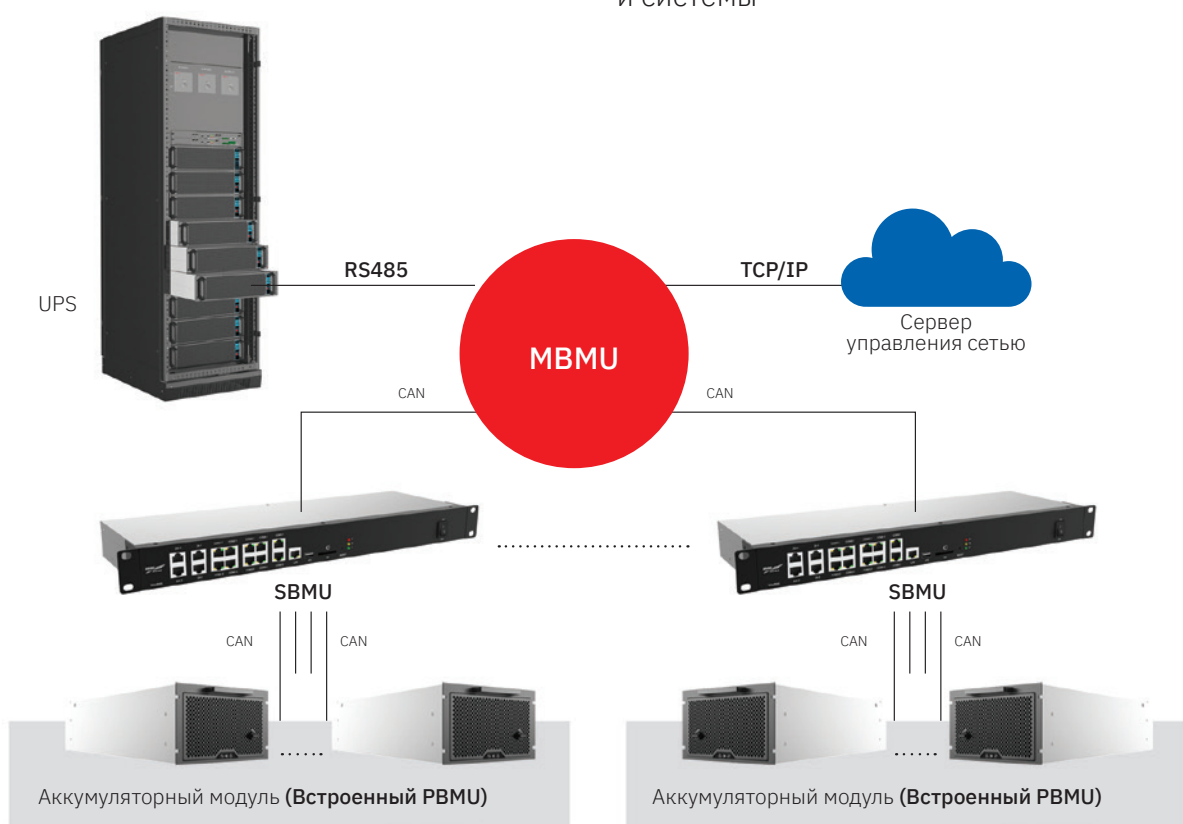 и системы
RS485
TCP/IP
UPS
Сервер
управления сетью
MBMU
CAN
CAN
SBMU
SBMU
CAN
CAN
CAN
CAN
Аккумуляторный модуль (Встроенный PBMU)
Аккумуляторный модуль (Встроенный PBMU)